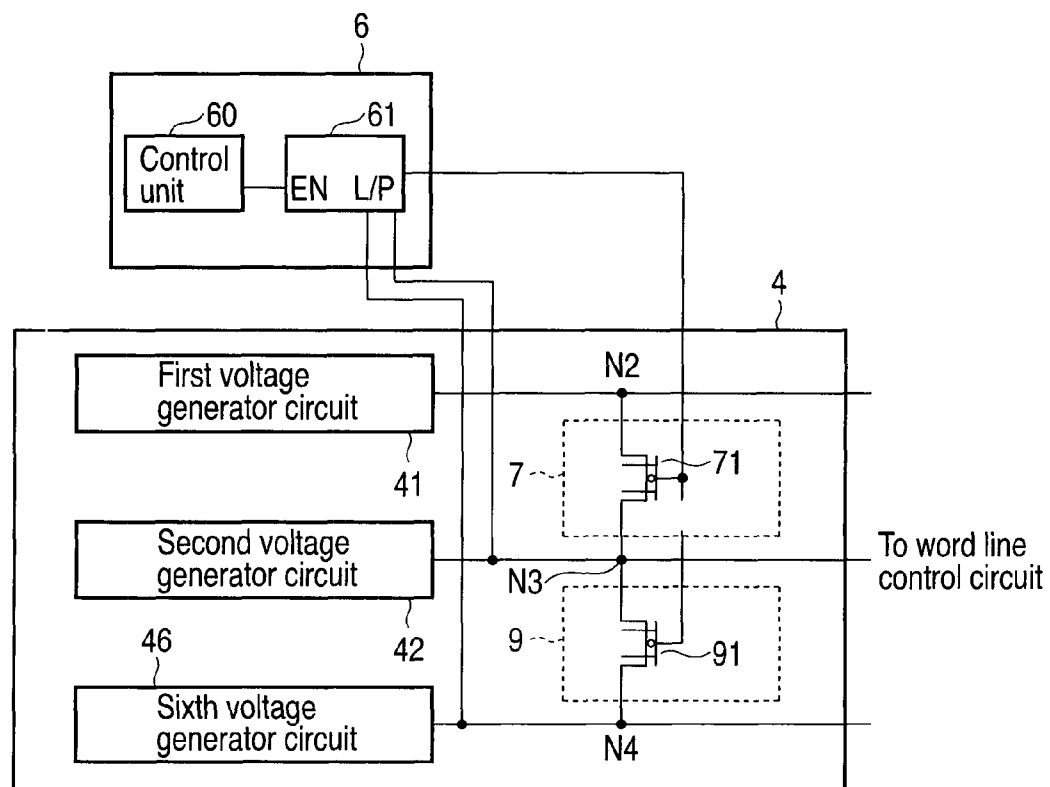 6
60
61
Control
unit
EN L/P
4
First voltage
generator circuit
N2
41
7
71
Second voltage
generator circuit
N3
To word line
control circuit
42
9
91
46
Sixth voltage
generator circuit
N4